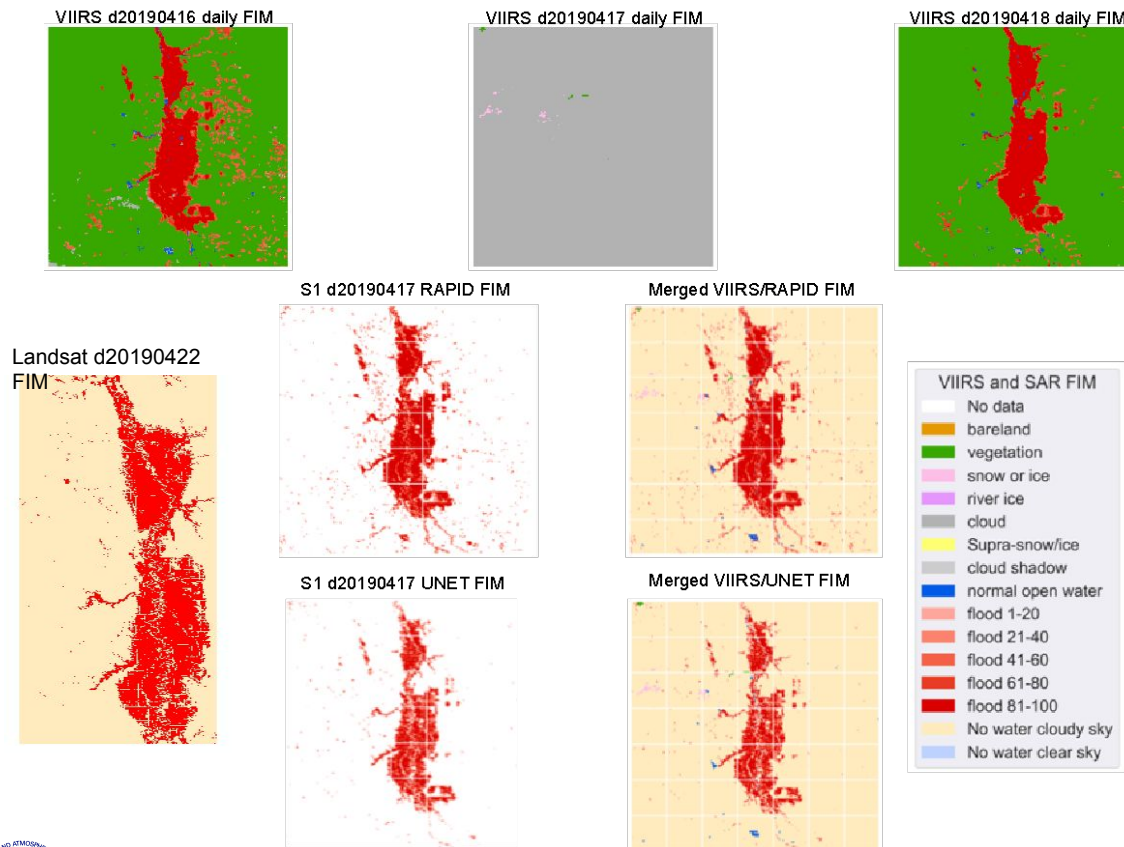 VIIRS d20190416 daily FIM
VIIRS d20190417 daily FIM
VIIRS d20190418 daily FIM
S1 d20190417 RAPID FIM
Merged VIIRS/RAPID FIM
Landsat d20190422
FIM
S1 d20190417 UNET FIM
Merged VIIRS/UNET FIM
VIIRS and SAR FIM
No data
bareland
vegetation
snow or ice
river ice
cloud
Supra-snow/ice
cloud shadow
normal open water
flood 1-20
flood 21-40
flood 41-60
flood 61-80
flood 81-100
No water cloudy sky
No water clear sky